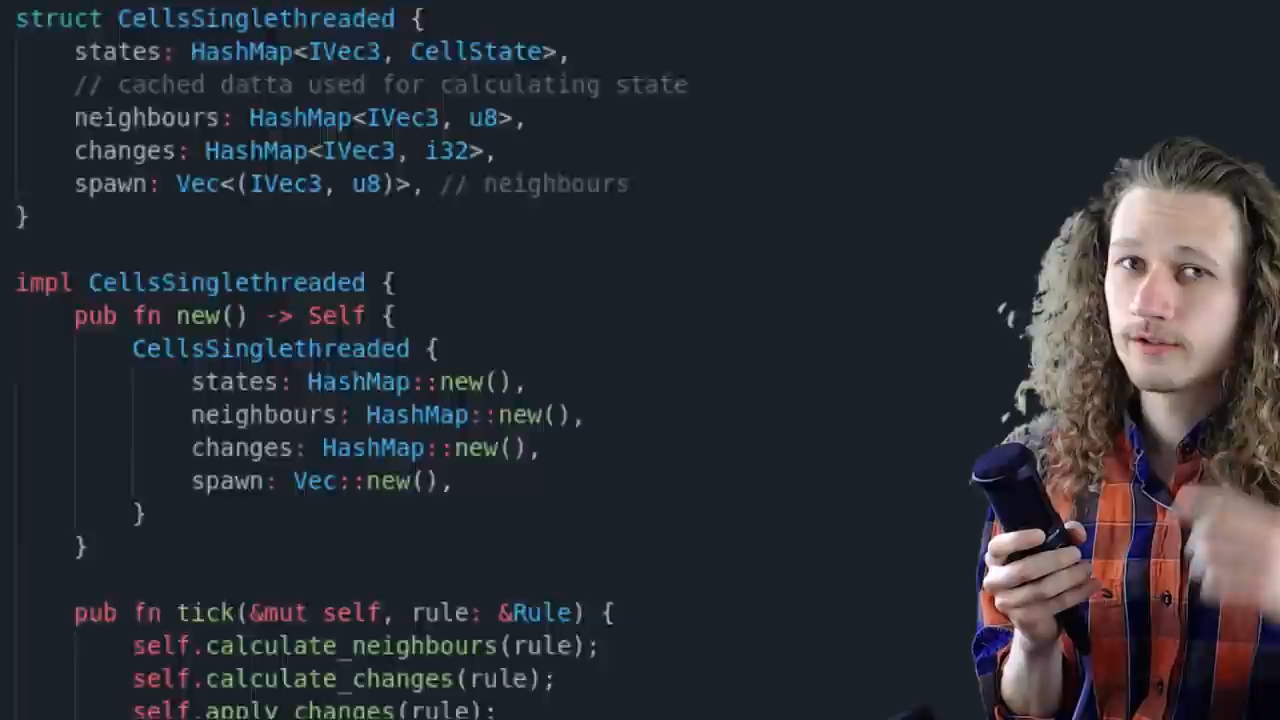 struct CellsSinglethreaded {
    states: HashMap<IVec3, CellState>,
    // cached datta used for calculating state
    neighbours: HashMap<IVec3, u8>,
    changes: HashMap<IVec3, i32>,
    spawn: Vec<(IVec3, u8)>, // neighbours
}
impl CellsSinglethreaded {
    pub fn new() -> Self {
        CellsSinglethreaded {
            states: HashMap::new(),
            neighbours: HashMap::new(),
            changes: HashMap::new(),
            spawn: Vec::new(),
        }
    }
    pub fn tick(&mut self, rule: &Rule) {
        self.calculate_neighbours(rule);
        self.calculate_changes(rule);
        self.apply_changes(rule);